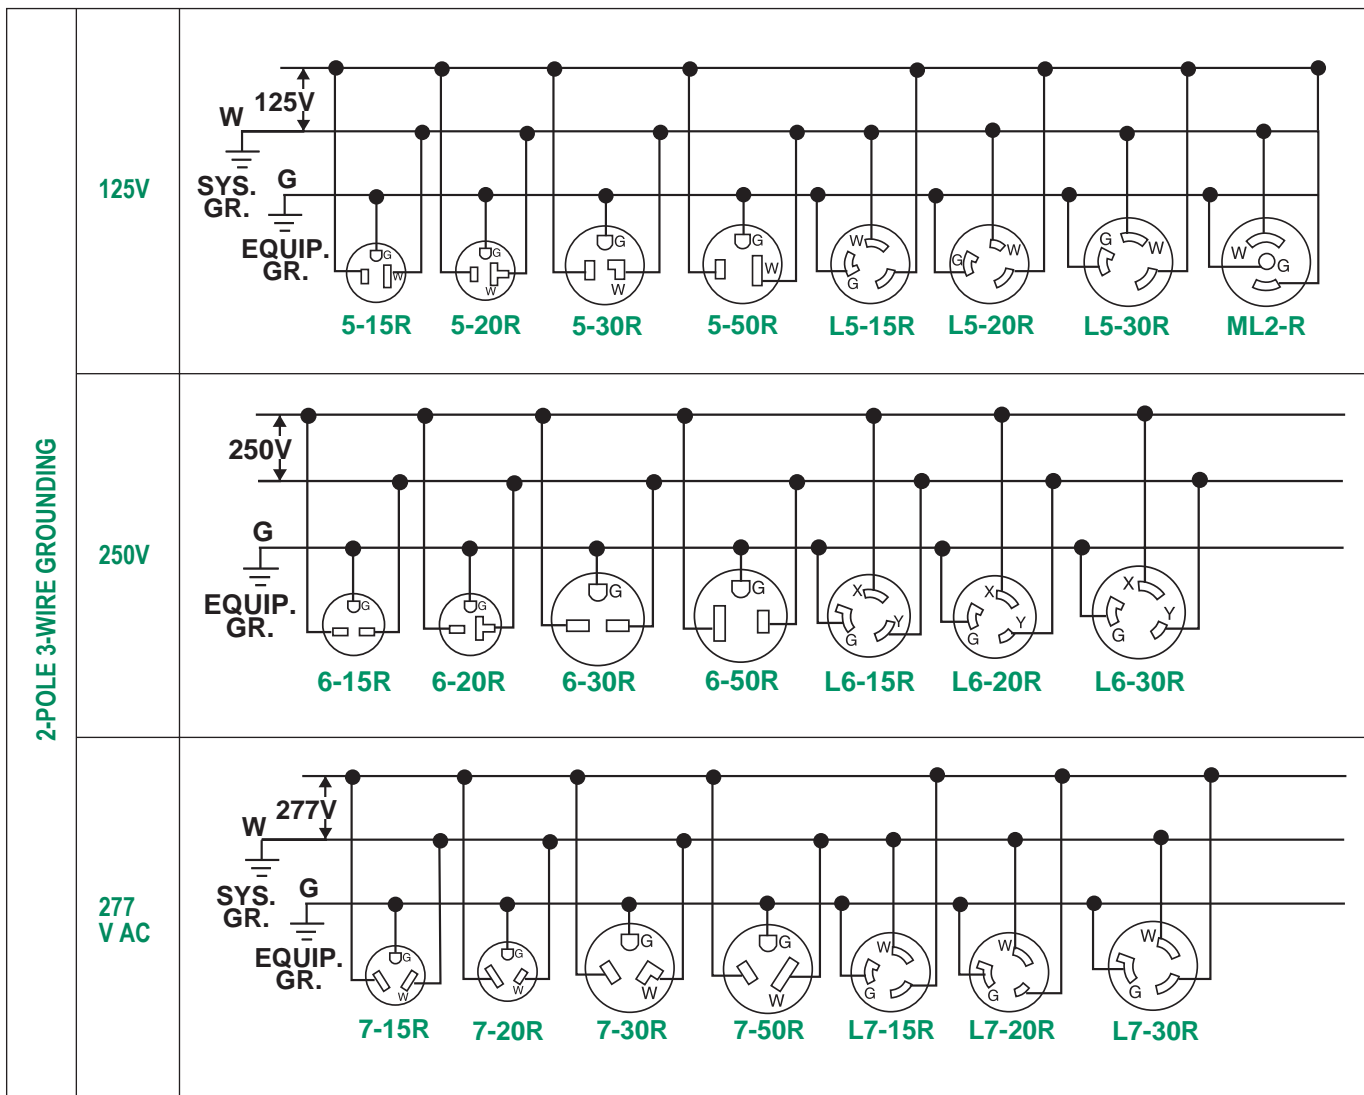 2-POLE 3-WIRE GROUNDING
125V
125V
W
SYS.
GR.
G
EQUIP.
GR.
G
W
5-15R
G
W
5-20R
G
W
5-30R
G
W
5-50R
W
G
L5-15R
W
G
L5-20R
G
W
L5-30R
W
G
ML2-R
250V
250V
G
EQUIP.
GR.
G
6-15R
G
6-20R
G
6-30R
G
6-50R
X
Y
G
L6-15R
X
Y
G
L6-20R
X
Y
G
L6-30R
277
V AC
277V
W
SYS.
GR.
G
EQUIP.
GR.
G
W
7-15R
G
W
7-20R
G
W
7-30R
G
W
7-50R
W
G
L7-15R
W
G
L7-20R
W
G
L7-30R